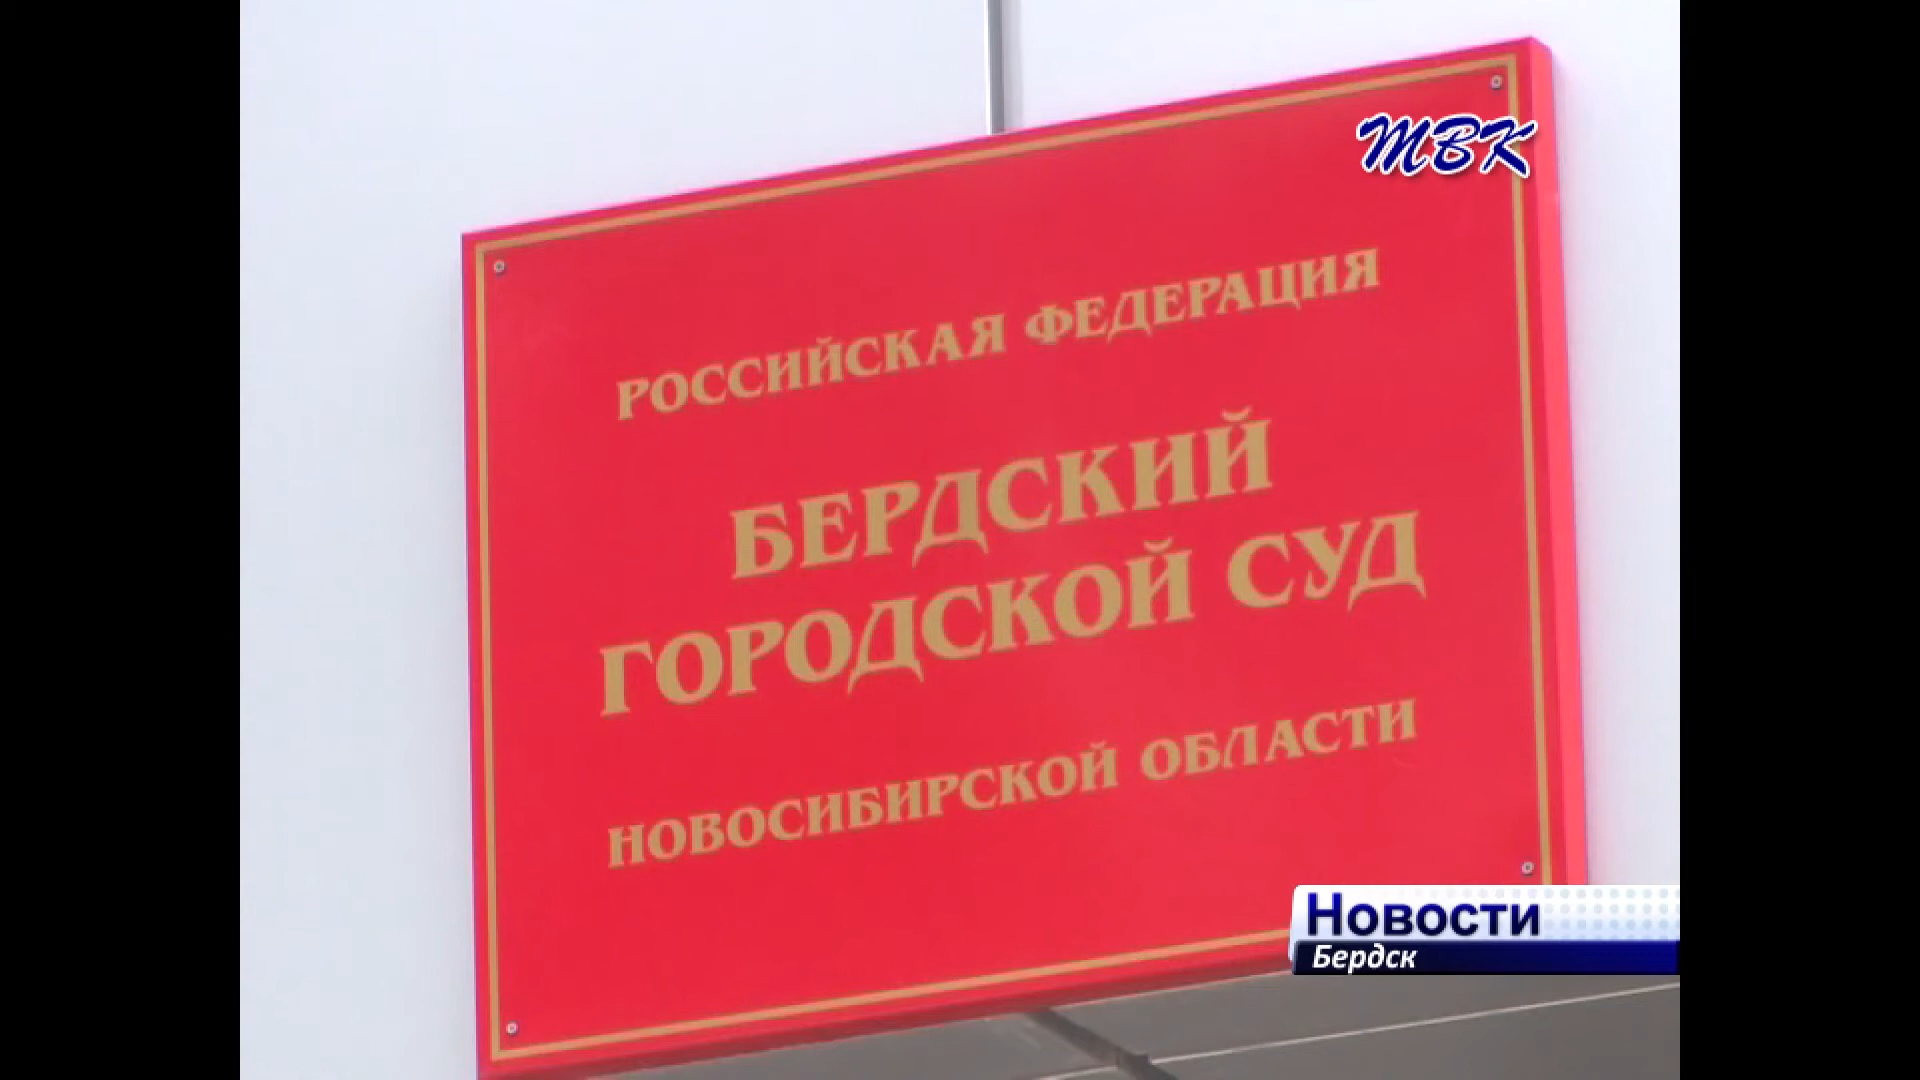 ТВК
РОССИЙСКАЯ ФЕДЕРАЦИЯ
БЕРДСКИЙ
ГОРОДСКОЙ СУД
НОВОСИБИРСКОЙ ОБЛАСТИ
Новости
Бердск